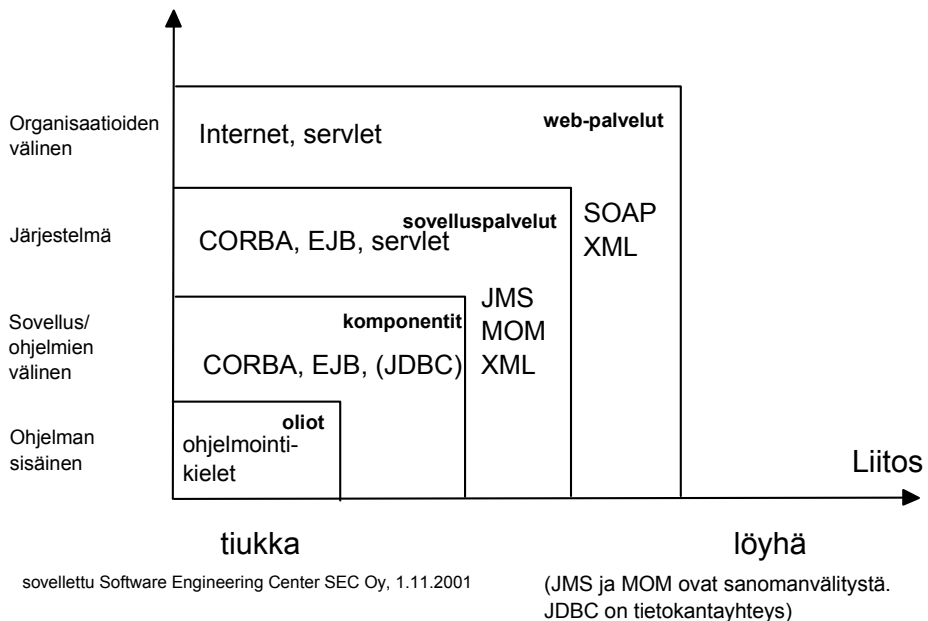 Organisaatioiden
välinen
Internet, servlet
web-palvelut
Järjestelmä
sovelluspalvelut
CORBA, EJB, servlet
SOAP
XML
Sovellus/
ohjelmien
välinen
komponentit
CORBA, EJB, (JDBC)
JMS
MOM
XML
Ohjelman
sisäinen
oliot
ohjelmointi-
kielet
Liitos
tiukka
löyhä
sovellettu Software Engineering Center SEC Oy, 1.11.2001
(JMS ja MOM ovat sanomanvälitystä.
JDBC on tietokantayhteys)